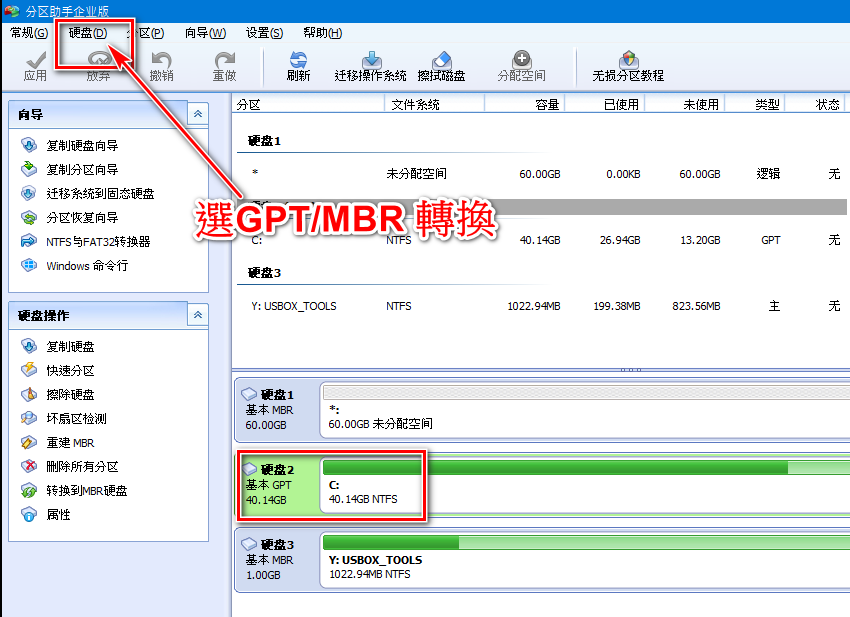 分区助手企业版
常规(G) 硬盘(D) 分区(P) 向导(W) 设置(S) 帮助(H)
应用 放弃 撤销 重做 刷新 迁移操作系统 擦拭磁盘 分配空间 无损分区教程
向导
复制硬盘向导
复制分区向导
迁移系统到固态硬盘
分区恢复向导
NTFS与FAT32转换器
Windows 命令行
硬盘操作
复制硬盘
快速分区
擦除硬盘
坏扇区检测
重建 MBR
删除所有分区
转换到MBR硬盘
属性
分区 文件系统 容量 已使用 未使用 类型 状态
硬盘1
* 未分配空间 60.00GB 0.00KB 60.00GB 逻辑 无
選GPT/MBR 轉換
C: NTFS 40.14GB 26.94GB 13.20GB GPT 无
硬盘3
Y: USBOX_TOOLS NTFS 1022.94MB 199.38MB 823.56MB 主 无
硬盘1
基本 MBR
60.00GB
*:
60.00GB 未分配空间
硬盘2
基本 GPT
40.14GB
C:
40.14GB NTFS
硬盘3
基本 MBR
1.00GB
Y: USBOX_TOOLS
1022.94MB NTFS